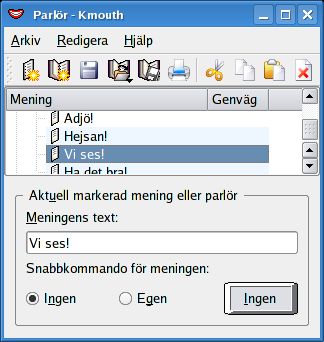 Parlör - Kmouth
Arkiv Redigera Hjälp
Mening Genväg
Adjö!
Hejsan!
Vi ses!
Ha det bra!
Aktuell markerad mening eller parlör
Meningens text:
Vi ses!
Snabbkommando för meningen:
Ingen Egen Ingen